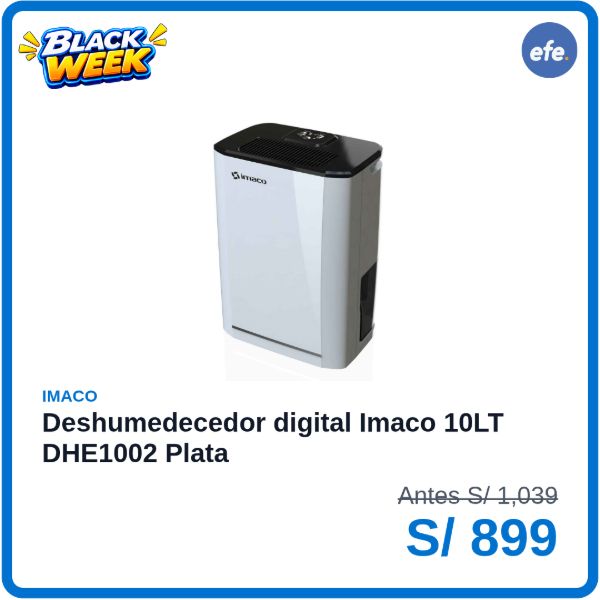 BLACK
WEEK
efe.
imaco
IMACO
Deshumedecedor digital Imaco 10LT
DHE1002 Plata
Antes S/ 1,039
S/ 899